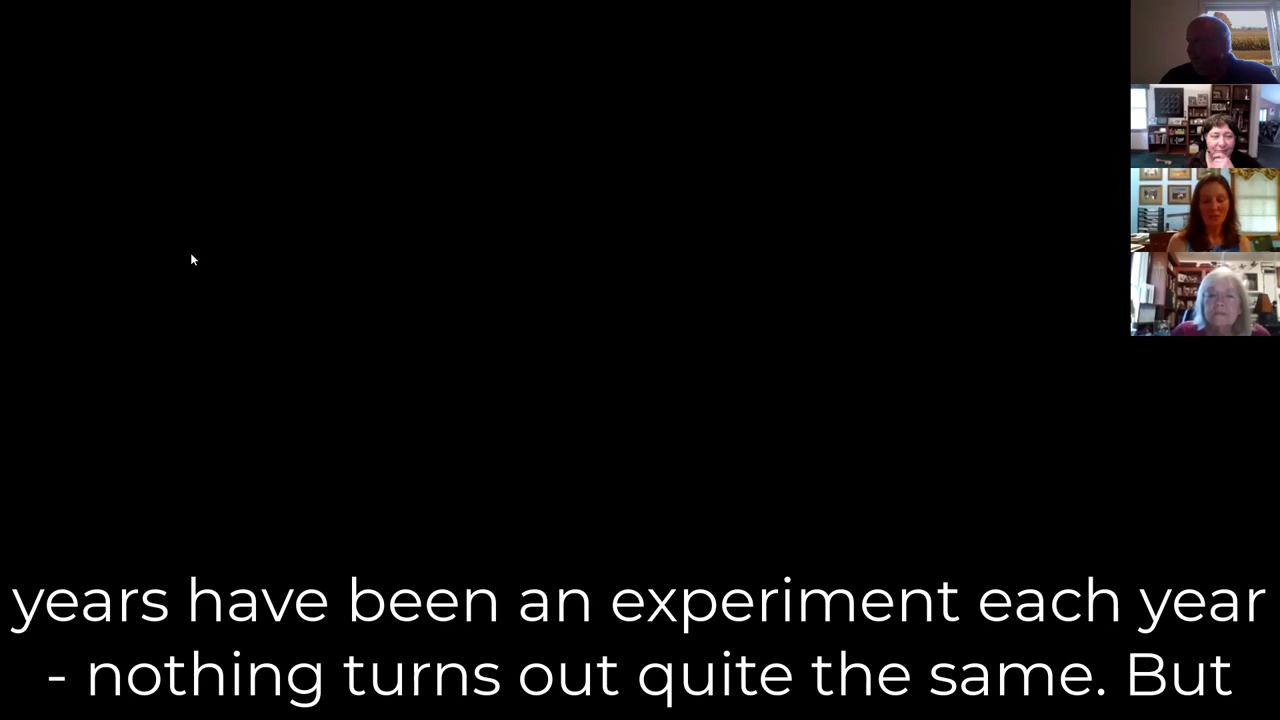 years have been an experiment each year
- nothing turns out quite the same. But